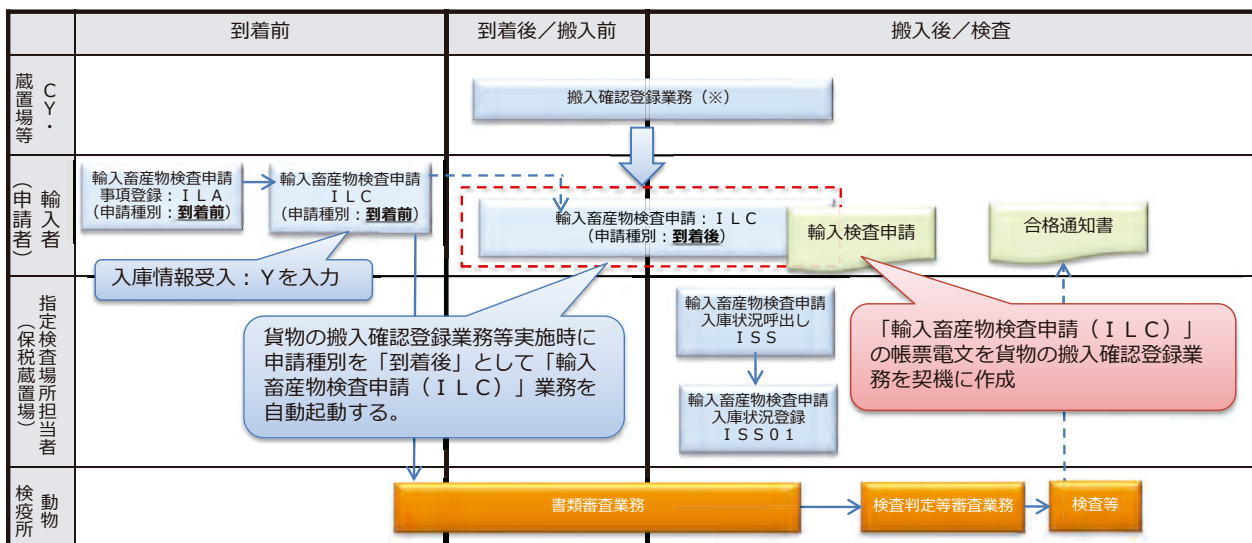 到着前
到着後／搬入前
搬入後／検査
ＣＹ・
蔵置場等
搬入確認登録業務（※）
輸入者
（申請者）
輸入畜産物検査申請
事項登録：ＩＬＡ
（申請種別：到着前）
輸入畜産物検査申請
ＩＬＣ
（申請種別：到着前）
輸入畜産物検査申請：ＩＬＣ
（申請種別：到着後）
輸入検査申請
合格通知書
入庫情報受入：Ｙを入力
指定検査場所担当者
（保税蔵置場）
貨物の搬入確認登録業務等実施時に
申請種別を「到着後」として「輸入
畜産物検査申請（ＩＬＣ）」業務を
自動起動する。
輸入畜産物検査申請
入庫状況呼出し
ＩＳＳ
「輸入畜産物検査申請（ＩＬＣ）」
の帳票電文を貨物の搬入確認登録業
務を契機に作成
輸入畜産物検査申請
入庫状況登録
ＩＳＳ０１
動物
検疫所
書類審査業務
検査判定等審査業務
検査等